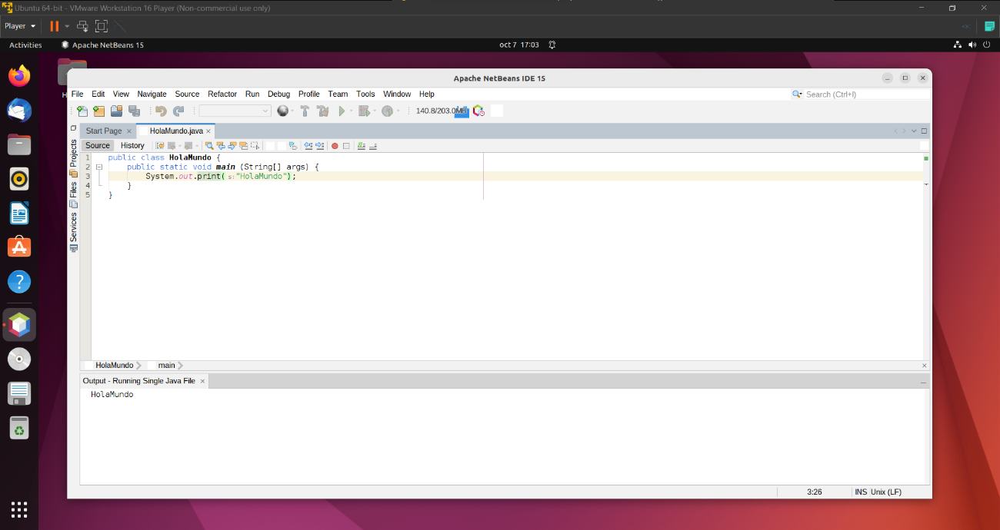 Ubuntu 64-bit - VMware Workstation 16 Player (Non-commercial use only)
Player
Activities
Apache NetBeans 15
oct 7 17:03
Apache NetBeans IDE 15
File Edit View Navigate Source Refactor Run Debug Profile Team Tools Window Help
Search (Ctrl+I)
140.8/203.0MB
Start Page
HolaMundo.java
Source History
Projects
Files
Services
1 public class HolaMundo {
2 public static void main (String[] args) {
3 System.out.print( s: "HolaMundo");
4 }
5 }
HolaMundo
main
Output - Running Single Java File
HolaMundo
3:26
INS Unix (LF)